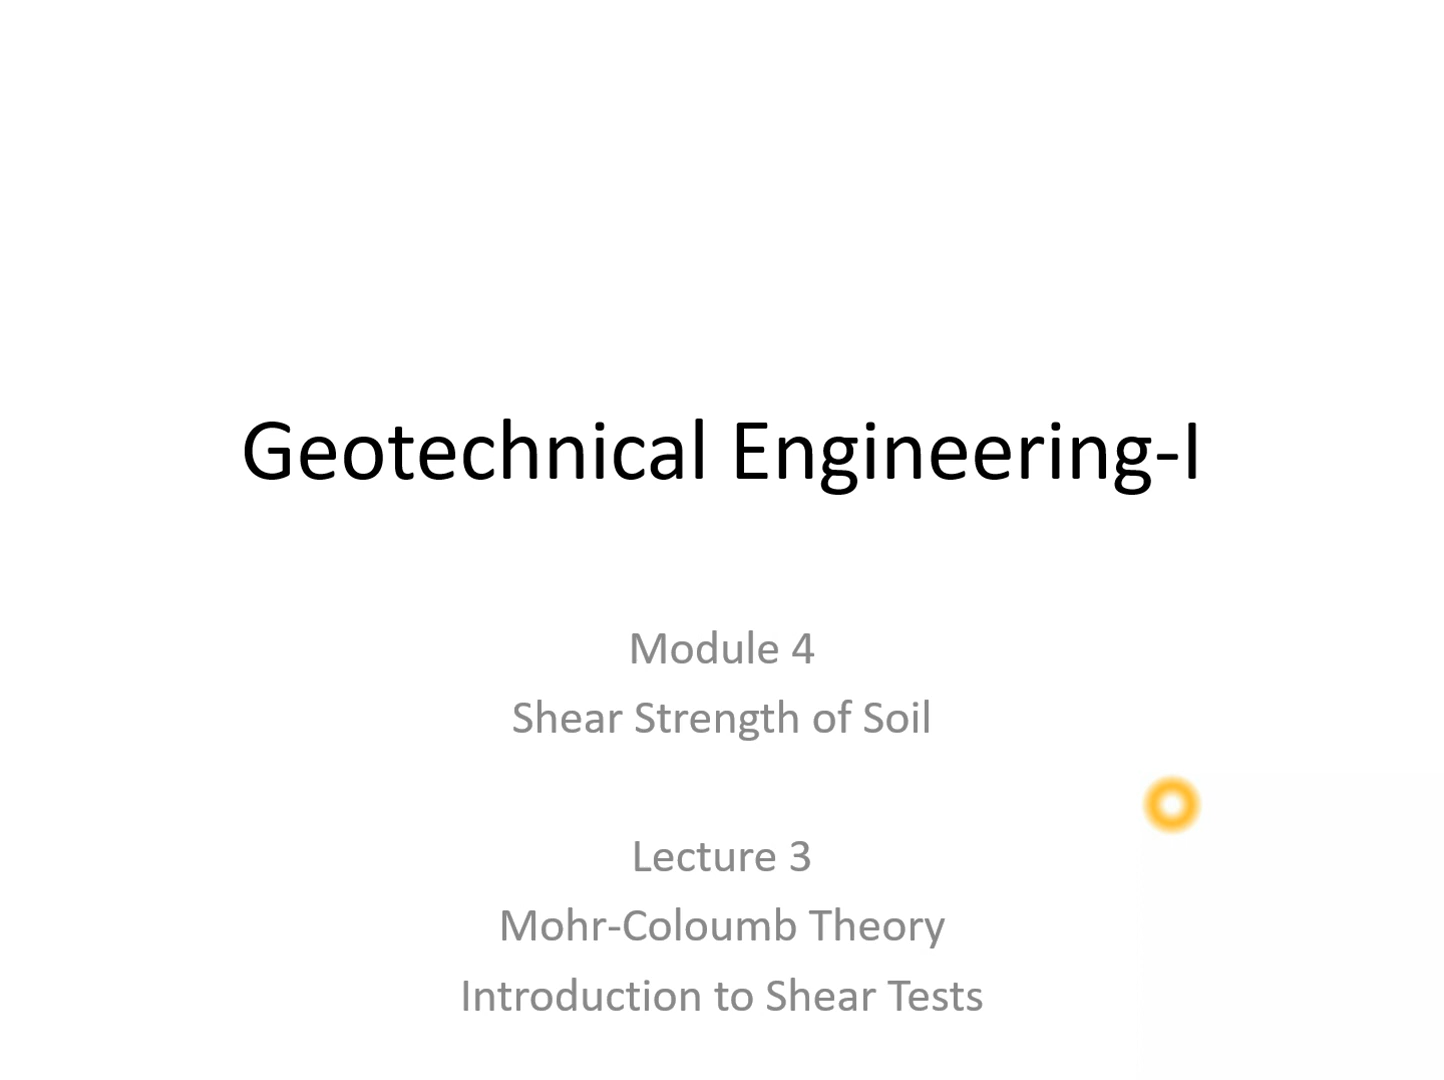 Geotechnical Engineering-I
Module 4
Shear Strength of Soil
Lecture 3
Mohr-Coloumb Theory
Introduction to Shear Tests